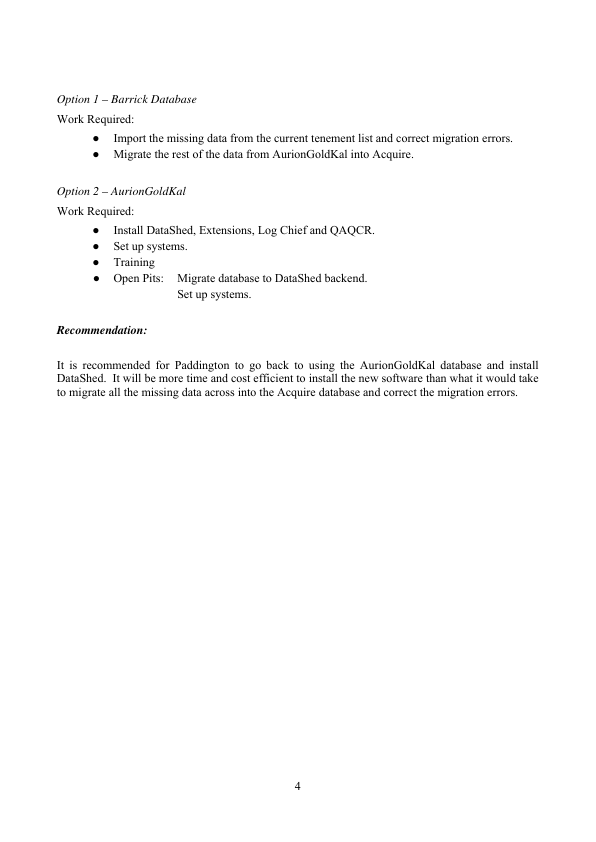 Option 1 – Barrick Database
Work Required:
● Import the missing data from the current tenement list and correct migration errors.
● Migrate the rest of the data from AurionGoldKal into Acquire.
Option 2 – AurionGoldKal
Work Required:
● Install DataShed, Extensions, Log Chief and QAQCR.
● Set up systems.
● Training
● Open Pits: Migrate database to DataShed backend.
Set up systems.
Recommendation:
It is recommended for Paddington to go back to using the AurionGoldKal database and install
DataShed. It will be more time and cost efficient to install the new software than what it would take
to migrate all the missing data across into the Acquire database and correct the migration errors.
4